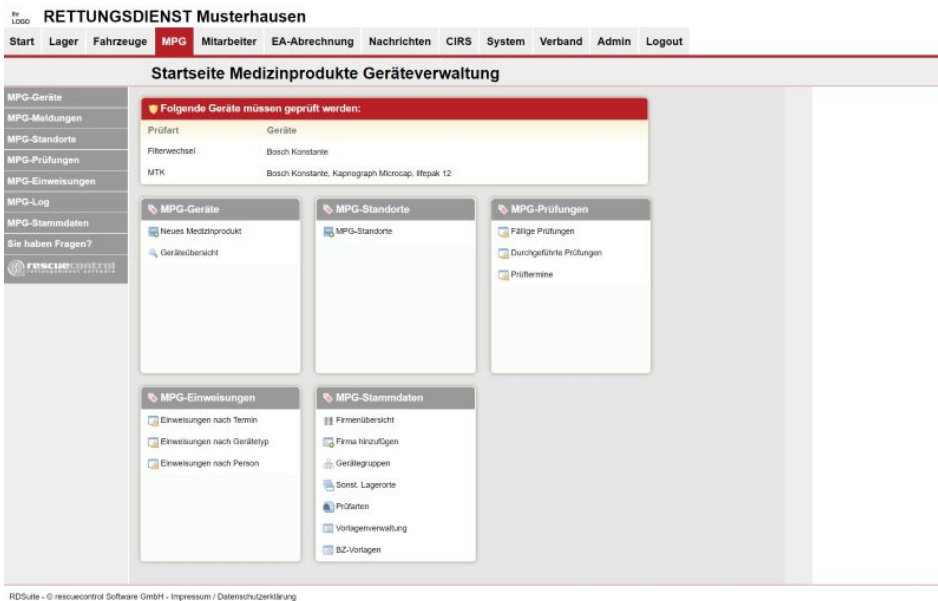 Ihr
LOGO
RETTUNGSDIENST Musterhausen
Start Lager Fahrzeuge MPG Mitarbeiter EA-Abrechnung Nachrichten CIRS System Verband Admin Logout
Startseite Medizinprodukte Geräteverwaltung
MPG-Geräte
MPG-Meldungen
MPG-Standorte
MPG-Prüfungen
MPG-Einweisungen
MPG-Log
MPG-Stammdaten
Sie haben Fragen?
rescuecontrol
rettungsdienst software
Folgende Geräte müssen geprüft werden:
Prüfart Geräte
Filterwechsel Bosch Konstante
MTK Bosch Konstante, Kapnograph Microcap, lifepak 12
MPG-Geräte
Neues Medizinprodukt
Geräteübersicht
MPG-Standorte
MPG-Standorte
MPG-Prüfungen
Fällige Prüfungen
Durchgeführte Prüfungen
Prüftermine
MPG-Einweisungen
Einweisungen nach Termin
Einweisungen nach Gerätetyp
Einweisungen nach Person
MPG-Stammdaten
Firmenübersicht
Firma hinzufügen
Gerätegruppen
Sonst. Lagerorte
Prüfarten
Vorlagenverwaltung
BZ-Vorlagen
RDSuite - © rescuecontrol Software GmbH - Impressum / Datenschutzerklärung